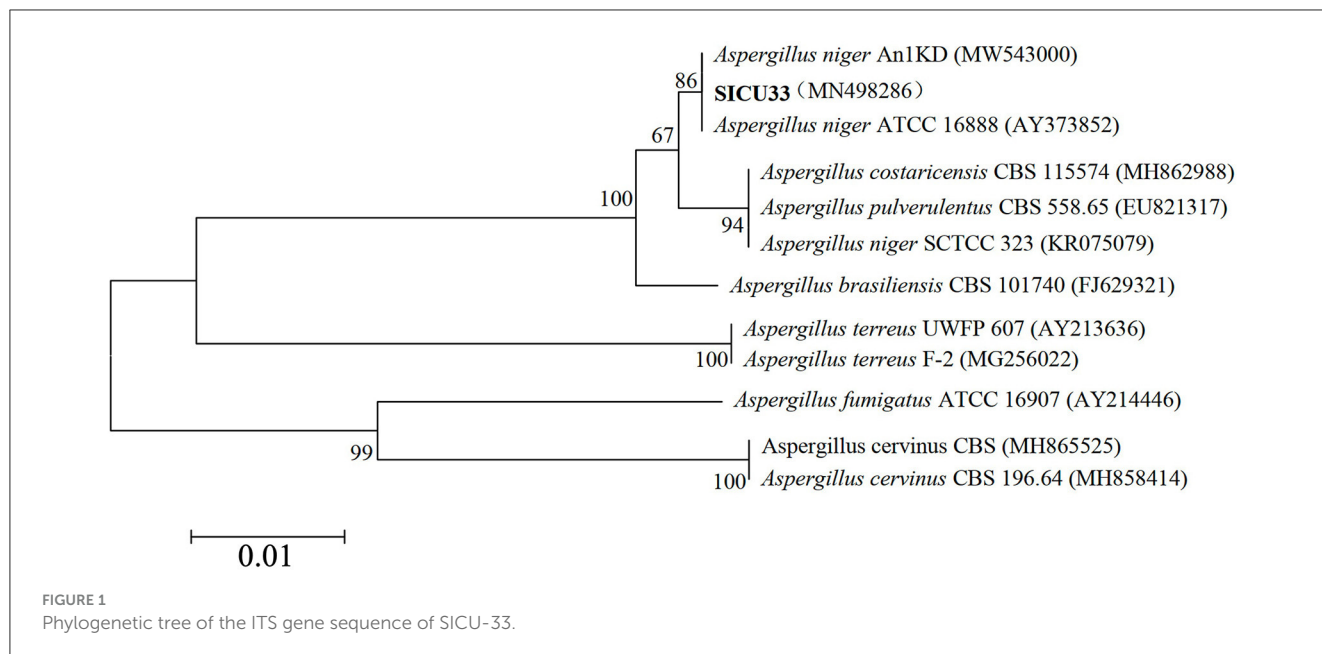 Aspergillus niger An1KD (MW543000)
86
SICU33（MN498286）
Aspergillus niger ATCC 16888 (AY373852)
67
Aspergillus costaricensis CBS 115574 (MH862988)
100
Aspergillus pulverulentus CBS 558.65 (EU821317)
94
Aspergillus niger SCTCC 323 (KR075079)
Aspergillus brasiliensis CBS 101740 (FJ629321)
Aspergillus terreus UWFP 607 (AY213636)
100
Aspergillus terreus F-2 (MG256022)
Aspergillus fumigatus ATCC 16907 (AY214446)
99
Aspergillus cervinus CBS (MH865525)
100
Aspergillus cervinus CBS 196.64 (MH858414)
0.01
FIGURE 1
Phylogenetic tree of the ITS gene sequence of SICU-33.